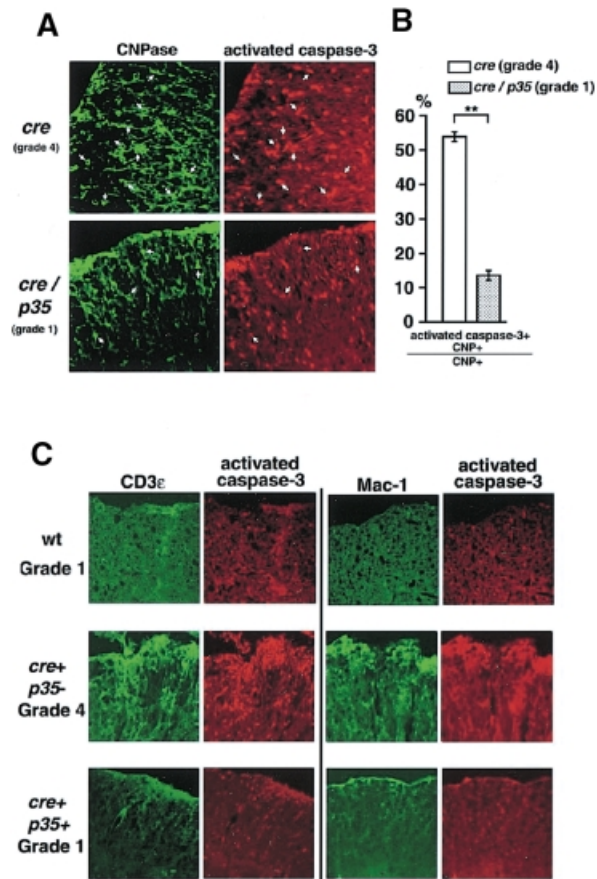 A
CNPase
activated caspase-3
cre
(grade 4)
cre /
p35
(grade 1)
B
cre (grade 4)
cre / p35 (grade 1)
%
**
60
50
40
30
20
10
0
activated caspase-3+
CNP+
CNP+
C
CD3ε
activated
caspase-3
Mac-1
activated
caspase-3
wt
Grade 1
cre+
p35-
Grade 4
cre+
p35+
Grade 1